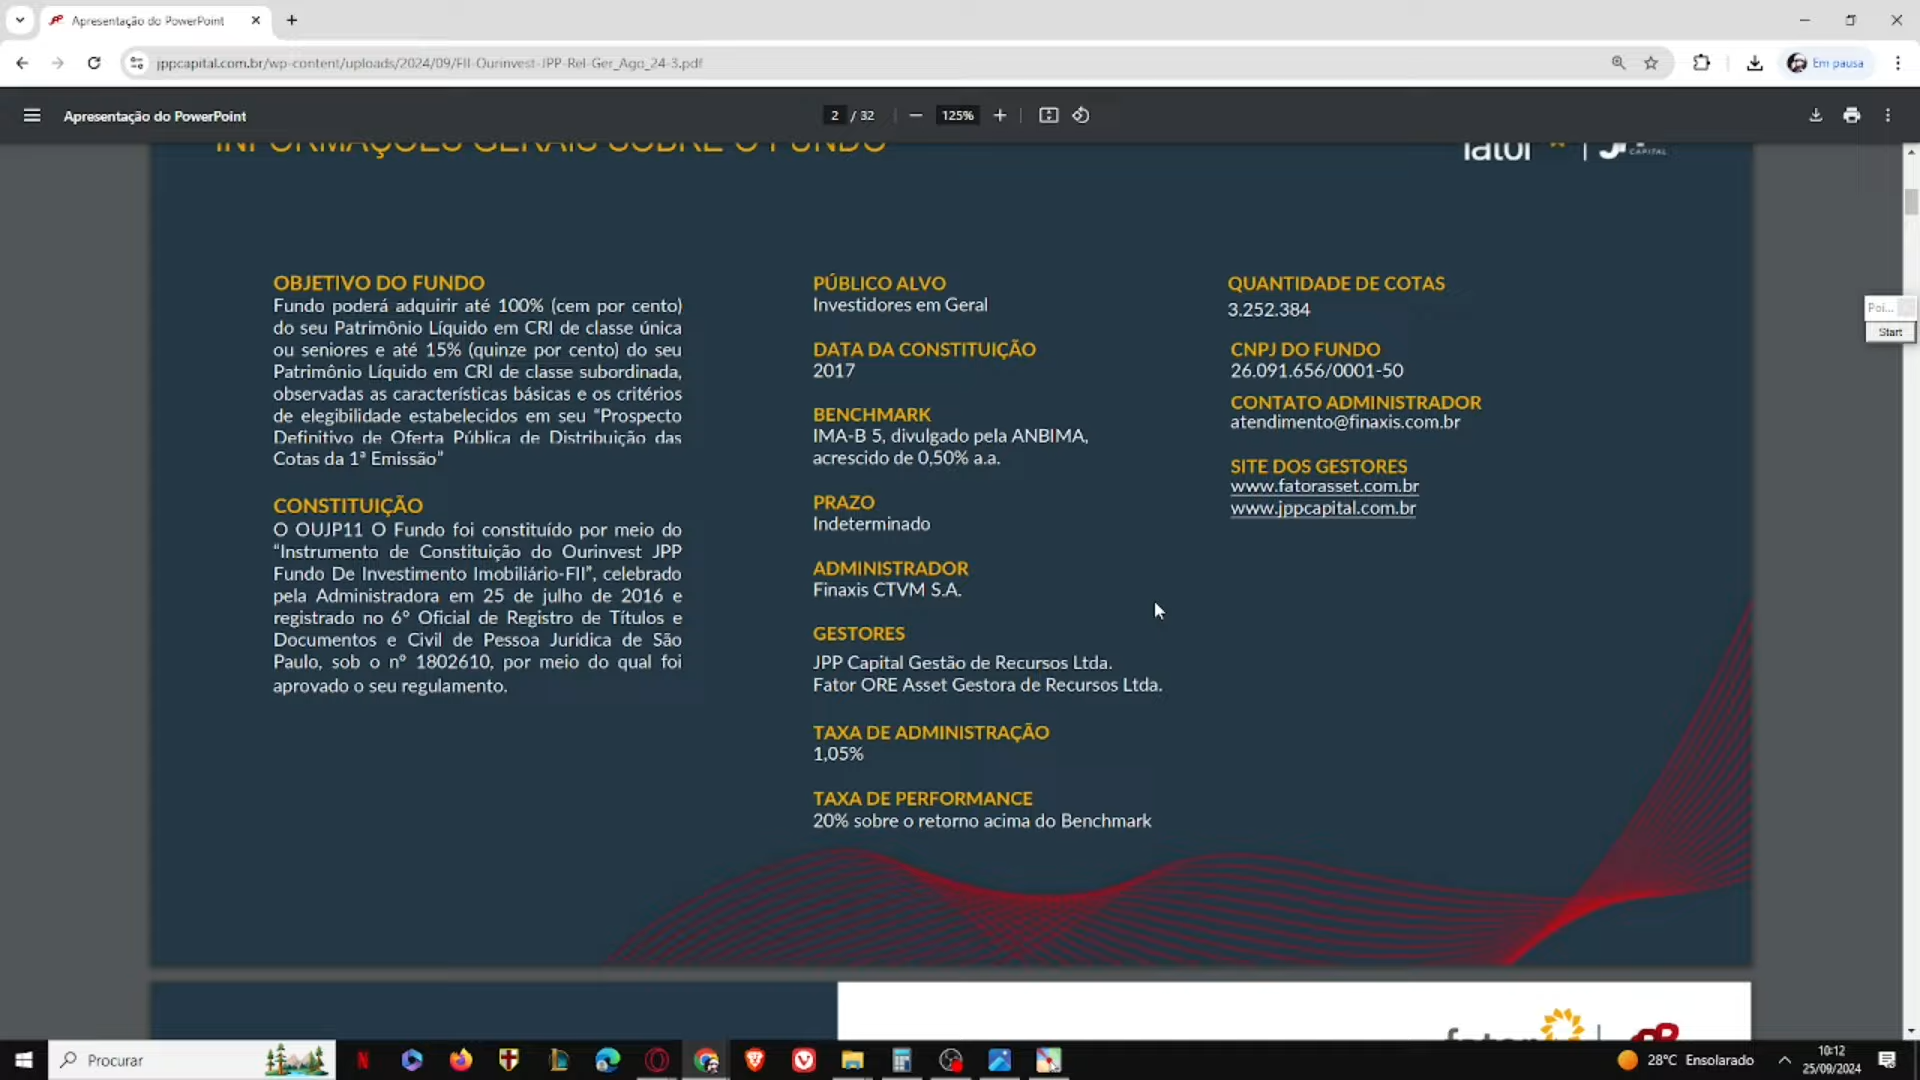 Apresentação do PowerPoint
jppcapital.com.br/wp-content/uploads/2024/09/FII-Ourinvest-JPP-Rel-Ger_Ago_24-3.pdf
Em pausa
Apresentação do PowerPoint
2 / 32
125%
INFORMAÇÕES GERAIS SOBRE O FUNDO
fator
CAPITAL
OBJETIVO DO FUNDO
Fundo poderá adquirir até 100% (cem por cento)
do seu Patrimônio Líquido em CRI de classe única
ou seniores e até 15% (quinze por cento) do seu
Patrimônio Líquido em CRI de classe subordinada,
observadas as características básicas e os critérios
de elegibilidade estabelecidos em seu “Prospecto
Definitivo de Oferta Pública de Distribuição das
Cotas da 1ª Emissão”
CONSTITUIÇÃO
O OUJP11 O Fundo foi constituído por meio do
“Instrumento de Constituição do Ourinvest JPP
Fundo De Investimento Imobiliário-FII”, celebrado
pela Administradora em 25 de julho de 2016 e
registrado no 6º Oficial de Registro de Títulos e
Documentos e Civil de Pessoa Jurídica de São
Paulo, sob o nº 1802610, por meio do qual foi
aprovado o seu regulamento.
PÚBLICO ALVO
Investidores em Geral
DATA DA CONSTITUIÇÃO
2017
BENCHMARK
IMA-B 5, divulgado pela ANBIMA,
acrescido de 0,50% a.a.
PRAZO
Indeterminado
ADMINISTRADOR
Finaxis CTVM S.A.
GESTORES
JPP Capital Gestão de Recursos Ltda.
Fator ORE Asset Gestora de Recursos Ltda.
TAXA DE ADMINISTRAÇÃO
1,05%
TAXA DE PERFORMANCE
20% sobre o retorno acima do Benchmark
QUANTIDADE DE COTAS
3.252.384
CNPJ DO FUNDO
26.091.656/0001-50
CONTATO ADMINISTRADOR
atendimento@finaxis.com.br
SITE DOS GESTORES
www.fatorasset.com.br
www.jppcapital.com.br
Poi...
Start
fator
Procurar
28°C Ensolarado
10:12
25/09/2024